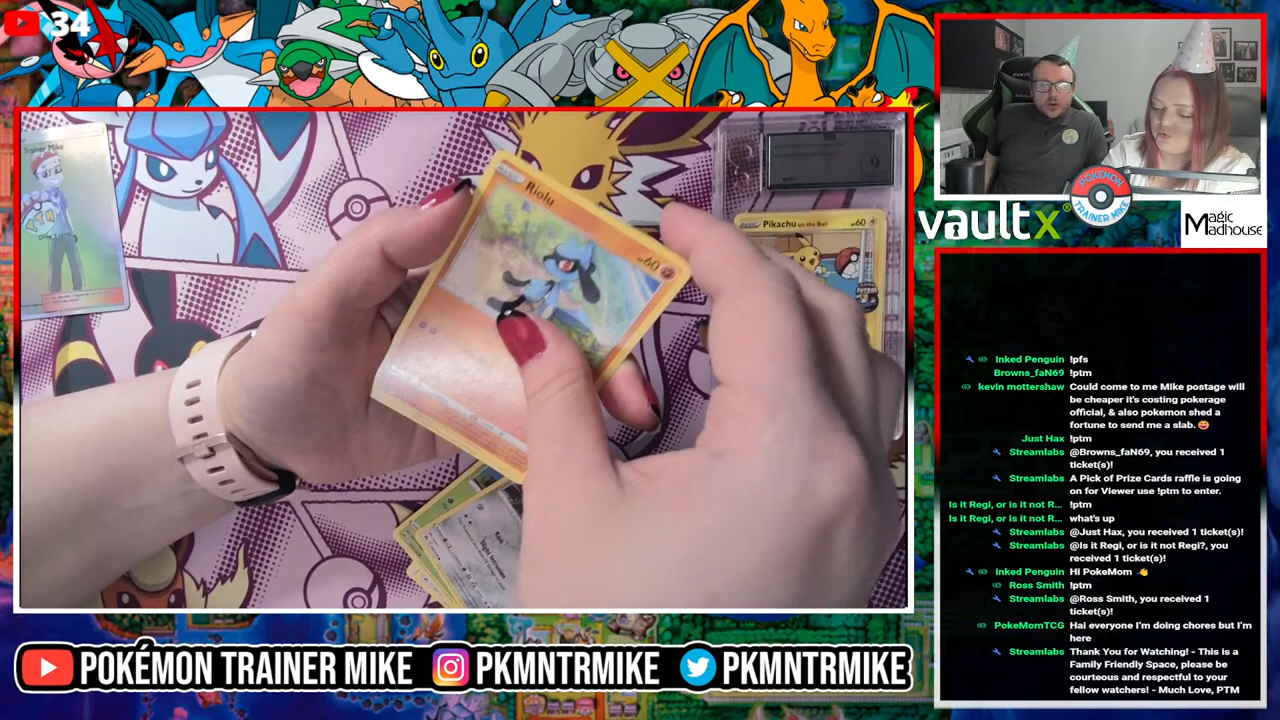 34
Trainer Mike
Riolu
60
9
Pikachu on the Ball
60
vaultx
POKÉMON
TRAINER MIKE
Magic
Madhouse
Inked Penguin !pfs
Browns_faN69 !ptm
kevin mottershaw Could come to me Mike postage will
be cheaper it's costing pokerage
official, & also pokemon shed a
fortune to send me a slab. 🤩
Just Hax !ptm
Streamlabs @Browns_faN69, you received 1
ticket(s)!
Streamlabs A Pick of Prize Cards raffle is going
on for Viewer use !ptm to enter.
Is it Regi, or is it not R... !ptm
Is it Regi, or is it not R... what's up
Streamlabs @Just Hax, you received 1 ticket(s)!
Streamlabs @Is it Regi, or is it not Regi?, you
received 1 ticket(s)!
Inked Penguin Hi PokeMom 👋
Ross Smith !ptm
Streamlabs @Ross Smith, you received 1
ticket(s)!
PokeMomTCG Hai everyone I'm doing chores but I'm
here
Streamlabs Thank You for Watching! - This is a
Family Friendly Space, please be
courteous and respectful to your
fellow watchers! - Much Love, PTM
POKÉMON TRAINER MIKE PKMNTRMIKE PKMNTRMIKE